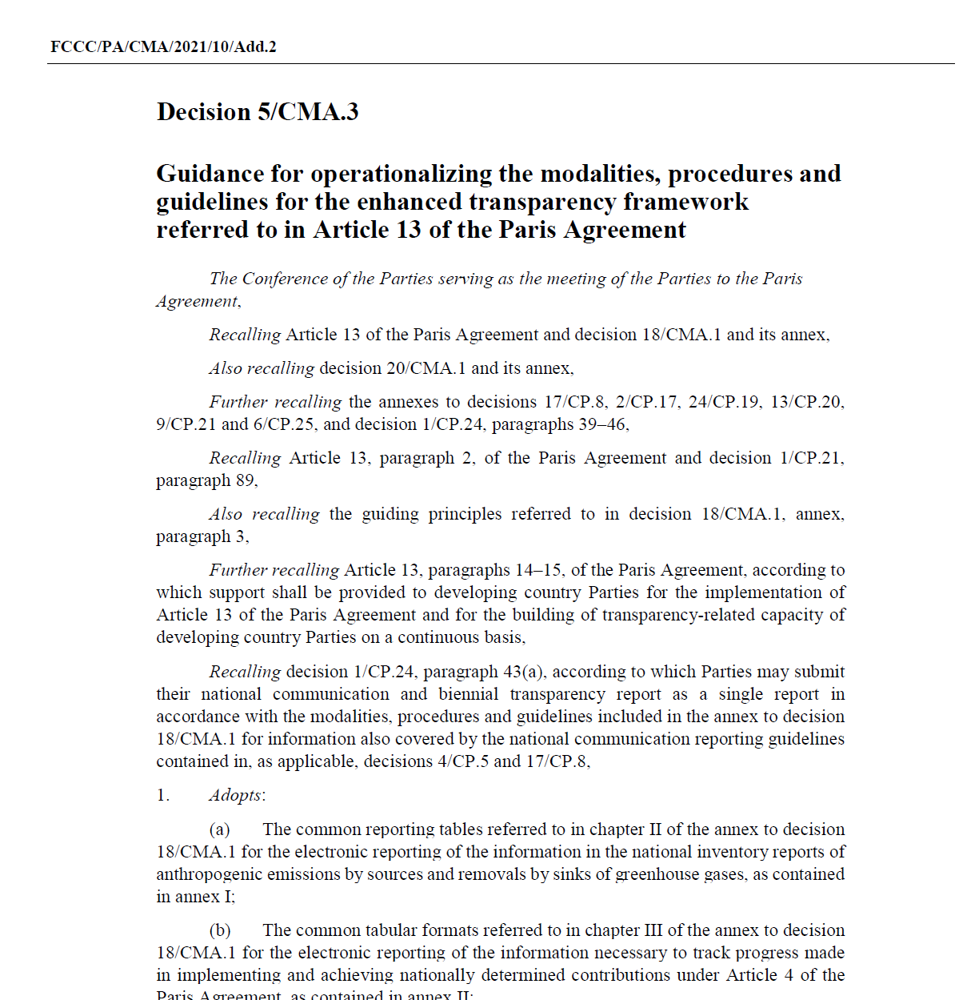 FCCC/PA/CMA/2021/10/Add.2
Decision 5/CMA.3
Guidance for operationalizing the modalities, procedures and
guidelines for the enhanced transparency framework
referred to in Article 13 of the Paris Agreement
The Conference of the Parties serving as the meeting of the Parties to the Paris
Agreement,
Recalling Article 13 of the Paris Agreement and decision 18/CMA.1 and its annex,
Also recalling decision 20/CMA.1 and its annex,
Further recalling the annexes to decisions 17/CP.8, 2/CP.17, 24/CP.19, 13/CP.20,
9/CP.21 and 6/CP.25, and decision 1/CP.24, paragraphs 39–46,
Recalling Article 13, paragraph 2, of the Paris Agreement and decision 1/CP.21,
paragraph 89,
Also recalling the guiding principles referred to in decision 18/CMA.1, annex,
paragraph 3,
Further recalling Article 13, paragraphs 14–15, of the Paris Agreement, according to
which support shall be provided to developing country Parties for the implementation of
Article 13 of the Paris Agreement and for the building of transparency-related capacity of
developing country Parties on a continuous basis,
Recalling decision 1/CP.24, paragraph 43(a), according to which Parties may submit
their national communication and biennial transparency report as a single report in
accordance with the modalities, procedures and guidelines included in the annex to decision
18/CMA.1 for information also covered by the national communication reporting guidelines
contained in, as applicable, decisions 4/CP.5 and 17/CP.8,
1. Adopts:
(a) The common reporting tables referred to in chapter II of the annex to decision
18/CMA.1 for the electronic reporting of the information in the national inventory reports of
anthropogenic emissions by sources and removals by sinks of greenhouse gases, as contained
in annex I;
(b) The common tabular formats referred to in chapter III of the annex to decision
18/CMA.1 for the electronic reporting of the information necessary to track progress made
in implementing and achieving nationally determined contributions under Article 4 of the
Paris Agreement, as contained in annex II;